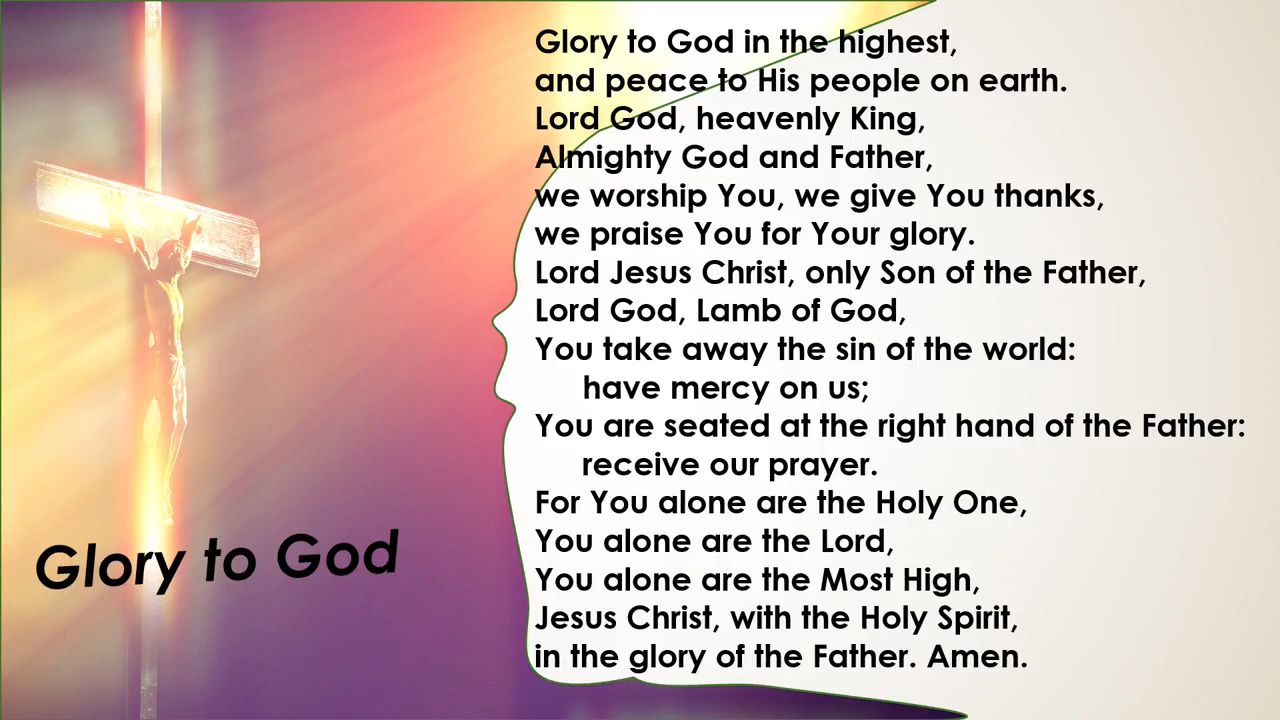 Glory to God in the highest,
and peace to His people on earth.
Lord God, heavenly King,
Almighty God and Father,
we worship You, we give You thanks,
we praise You for Your glory.
Lord Jesus Christ, only Son of the Father,
Lord God, Lamb of God,
You take away the sin of the world:
have mercy on us;
You are seated at the right hand of the Father:
receive our prayer.
For You alone are the Holy One,
You alone are the Lord,
You alone are the Most High,
Jesus Christ, with the Holy Spirit,
in the glory of the Father. Amen.
Glory to God